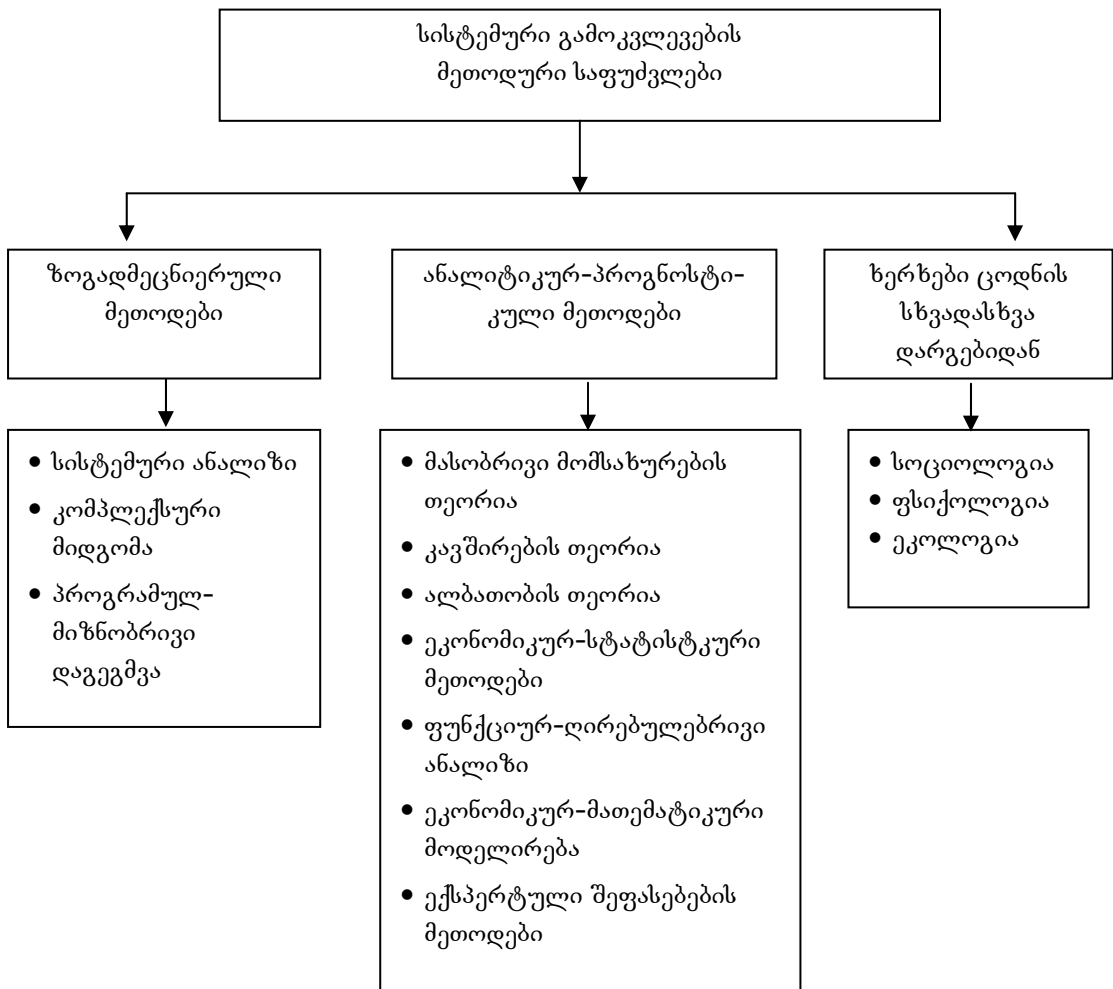 სისტემური გამოკვლევების
მეთოდური საფუძვლები
ზოგადმეცნიერული
მეთოდები
ანალიტიკურ-პროგნოსტი-
კული მეთოდები
ხერხები ცოდნის
სხვადასხვა
დარგებიდან
• სისტემური ანალიზი
• კომპლექსური
მიდგომა
• პროგრამულ-
მიზნობრივი
დაგეგმვა
• მასობრივი მომსახურების
თეორია
• კავშირების თეორია
• ალბათობის თეორია
• ეკონომიკურ-სტატისტკური
მეთოდები
• ფუნქციურ-ღირებულებრივი
ანალიზი
• ეკონომიკურ-მათემატიკური
მოდელირება
• ექსპერტული შეფასებების
მეთოდები
• სოციოლოგია
• ფსიქოლოგია
• ეკოლოგია